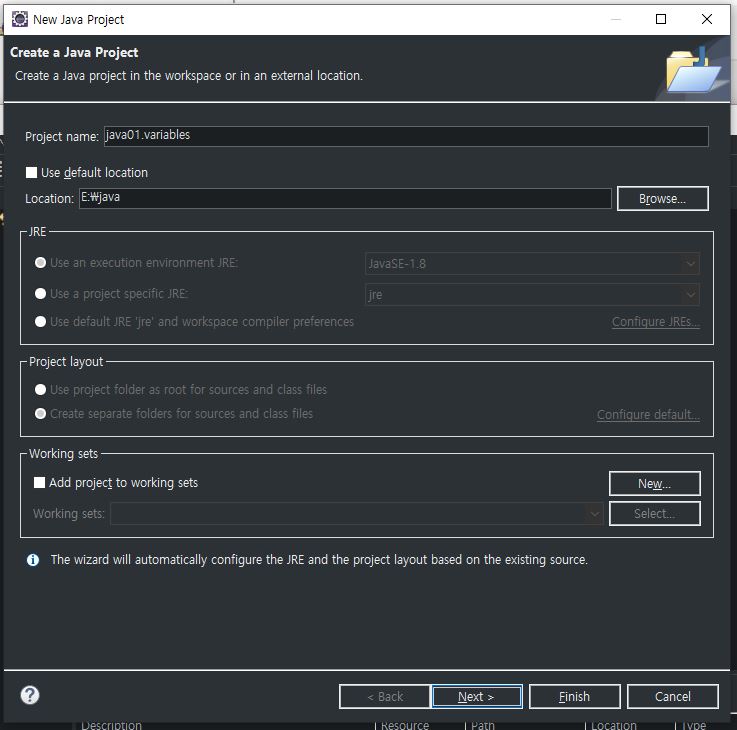 New Java Project
Create a Java Project
Create a Java project in the workspace or in an external location.
Project name: java01.variables
Use default location
Location: E:₩java Browse...
JRE
Use an execution environment JRE: JavaSE-1.8
Use a project specific JRE: jre
Use default JRE 'jre' and workspace compiler preferences Configure JREs...
Project layout
Use project folder as root for sources and class files
Create separate folders for sources and class files Configure default...
Working sets
Add project to working sets New...
Working sets: Select...
The wizard will automatically configure the JRE and the project layout based on the existing source.
? < Back Next > Finish Cancel
Description Resource Path Location Type